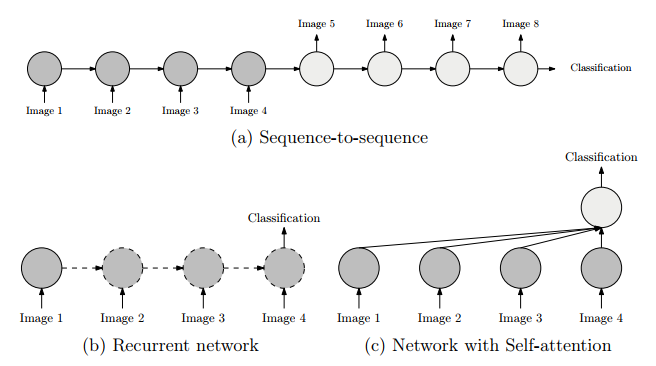 Image 5 Image 6 Image 7 Image 8
Classification
Image 1 Image 2 Image 3 Image 4
(a) Sequence-to-sequence
Classification
Classification
Image 1 Image 2 Image 3 Image 4
(b) Recurrent network
Image 1 Image 2 Image 3 Image 4
(c) Network with Self-attention